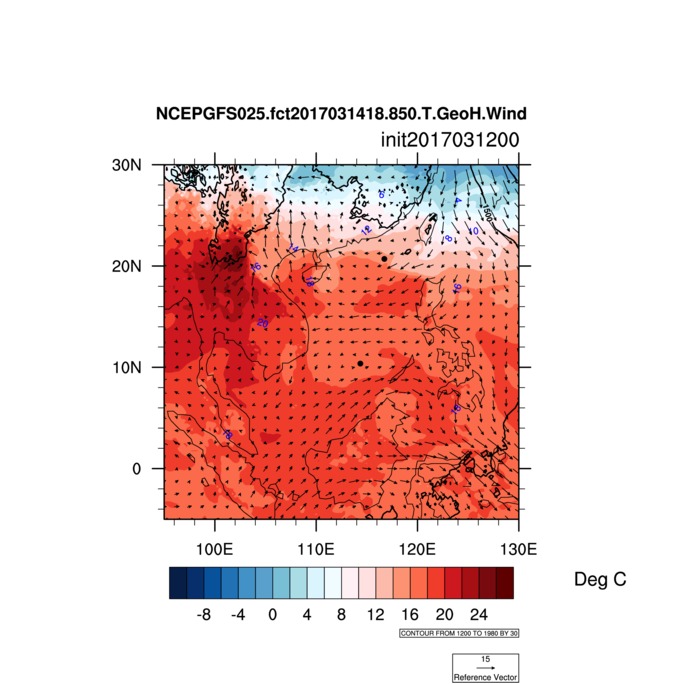 NCEPGFS025.fct2017031418.850.T.GeoH.Wind
init2017031200
30N
20N
10N
0
100E 110E 120E 130E
-8 -4 0 4 8 12 16 20 24
Deg C
CONTOUR FROM 1200 TO 1980 BY 30
15
Reference Vector